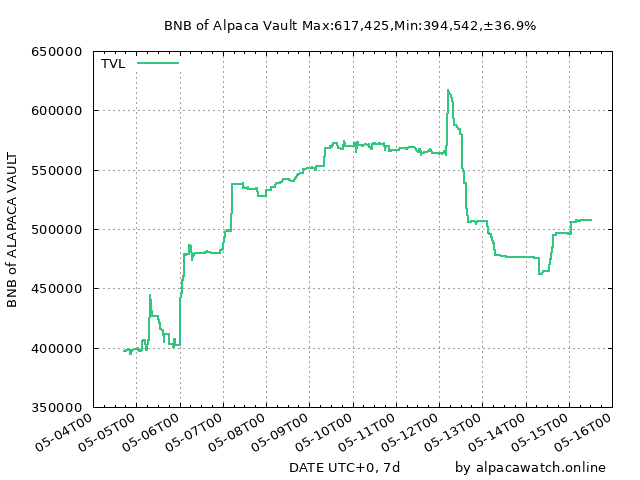 BNB of Alpaca Vault Max:617,425,Min:394,542,±36.9%
TVL
BNB of ALAPACA VAULT
650000
600000
550000
500000
450000
400000
350000
05-04T00
05-05T00
05-06T00
05-07T00
05-08T00
05-09T00
05-10T00
05-11T00
05-12T00
05-13T00
05-14T00
05-15T00
05-16T00
DATE UTC+0, 7d
by alpacawatch.online